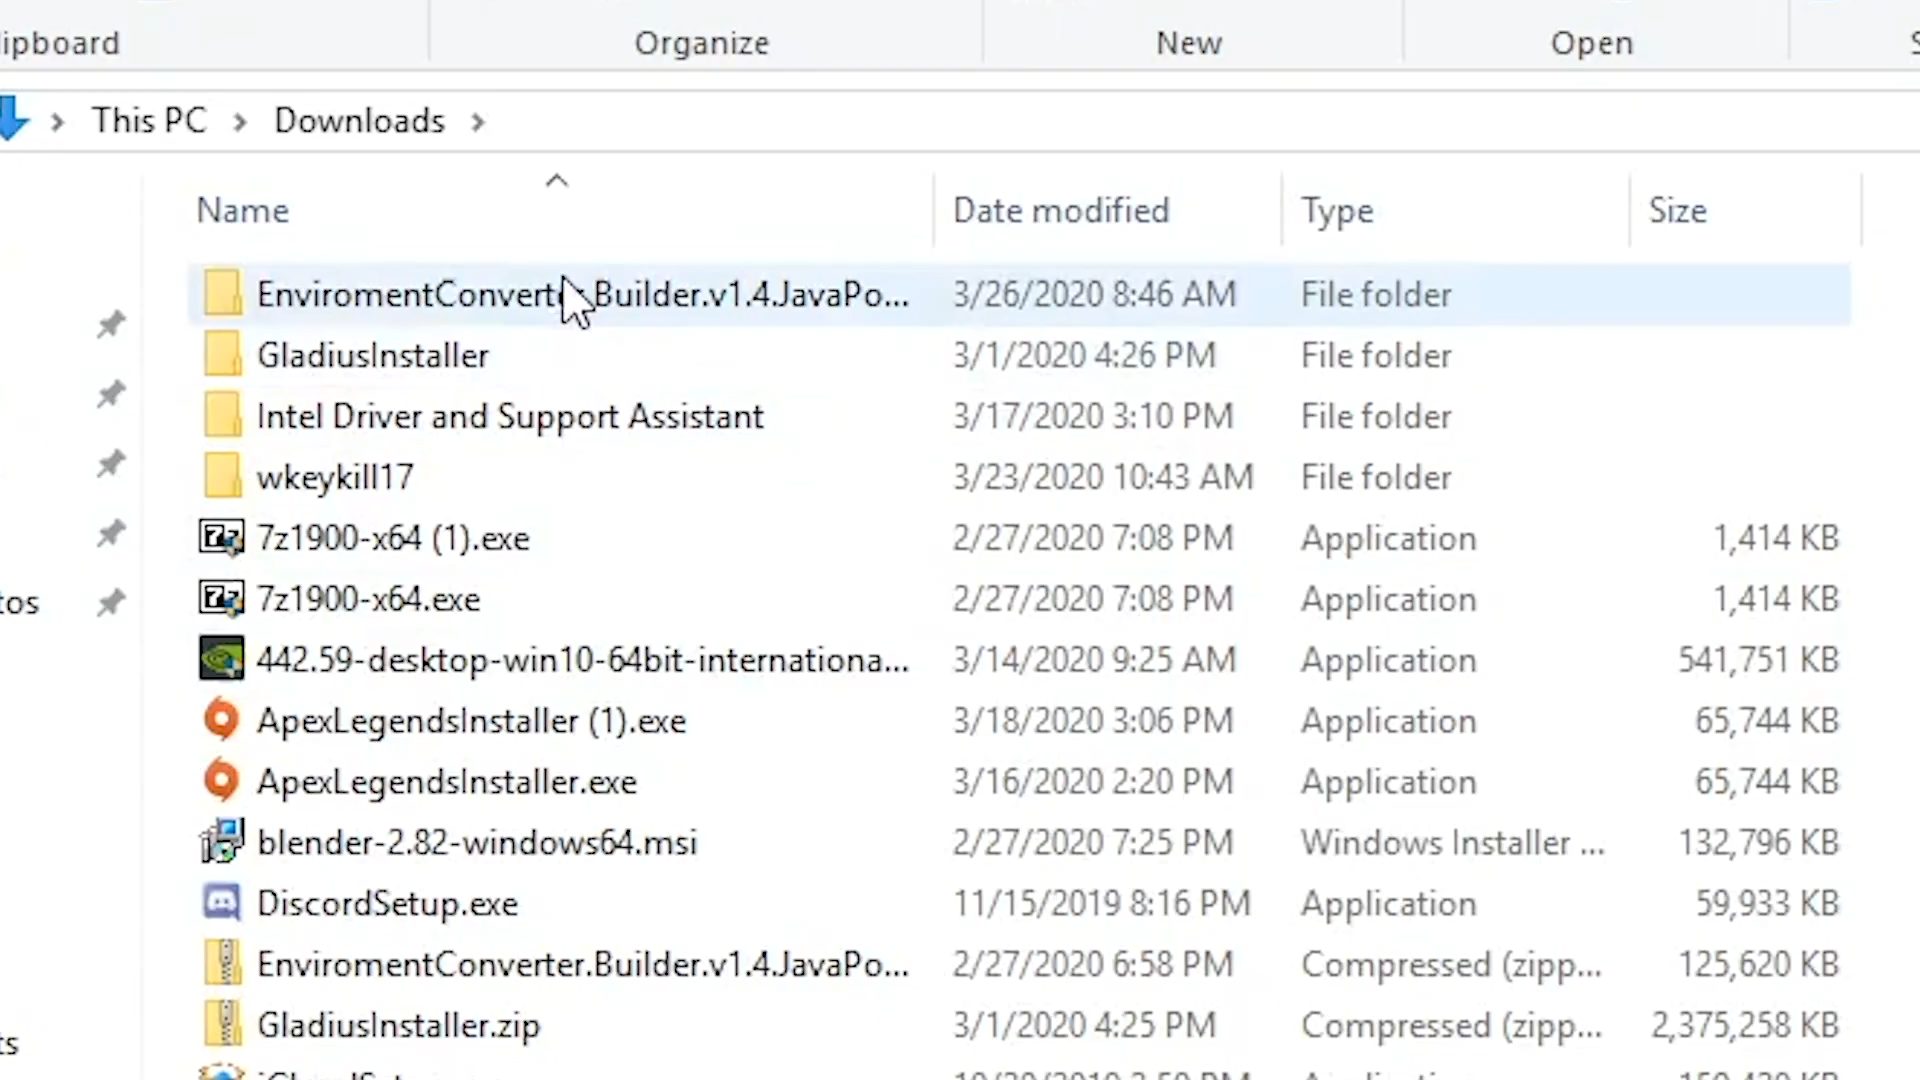 lipboard Organize New Open
This PC > Downloads >
Name Date modified Type Size
EnviromentConverter.Builder.v1.4.JavaPo... 3/26/2020 8:46 AM File folder
GladiusInstaller 3/1/2020 4:26 PM File folder
Intel Driver and Support Assistant 3/17/2020 3:10 PM File folder
wkeykill17 3/23/2020 10:43 AM File folder
7z1900-x64 (1).exe 2/27/2020 7:08 PM Application 1,414 KB
tos 7z1900-x64.exe 2/27/2020 7:08 PM Application 1,414 KB
442.59-desktop-win10-64bit-internationa... 3/14/2020 9:25 AM Application 541,751 KB
ApexLegendsInstaller (1).exe 3/18/2020 3:06 PM Application 65,744 KB
ApexLegendsInstaller.exe 3/16/2020 2:20 PM Application 65,744 KB
blender-2.82-windows64.msi 2/27/2020 7:25 PM Windows Installer ... 132,796 KB
DiscordSetup.exe 11/15/2019 8:16 PM Application 59,933 KB
EnviromentConverter.Builder.v1.4.JavaPo... 2/27/2020 6:58 PM Compressed (zipp... 125,620 KB
ts GladiusInstaller.zip 3/1/2020 4:25 PM Compressed (zipp... 2,375,258 KB